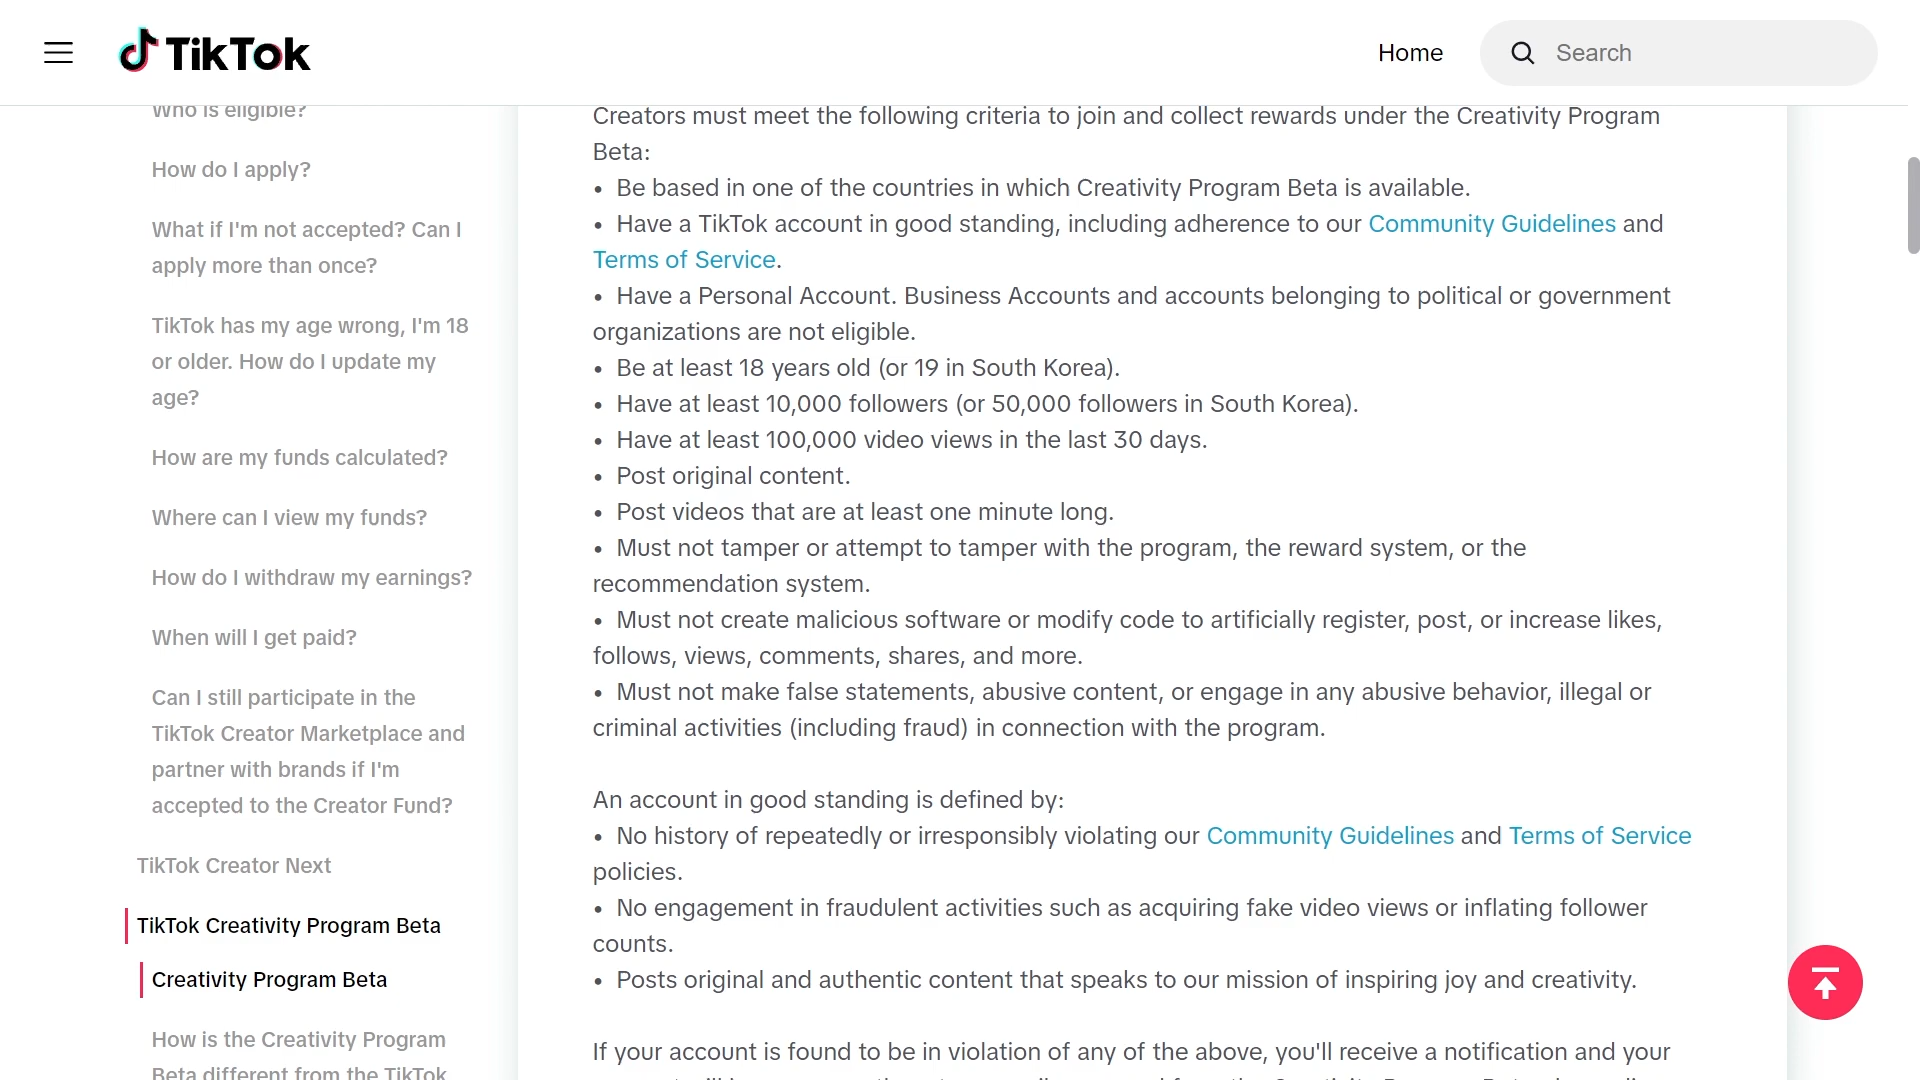 TikTok
Home
Search
Who is eligible?
How do I apply?
What if I'm not accepted? Can I
apply more than once?
TikTok has my age wrong, I'm 18
or older. How do I update my
age?
How are my funds calculated?
Where can I view my funds?
How do I withdraw my earnings?
When will I get paid?
Can I still participate in the
TikTok Creator Marketplace and
partner with brands if I'm
accepted to the Creator Fund?
TikTok Creator Next
TikTok Creativity Program Beta
Creativity Program Beta
How is the Creativity Program
Beta different from the TikTok
Creators must meet the following criteria to join and collect rewards under the Creativity Program
Beta:
• Be based in one of the countries in which Creativity Program Beta is available.
• Have a TikTok account in good standing, including adherence to our Community Guidelines and
Terms of Service.
• Have a Personal Account. Business Accounts and accounts belonging to political or government
organizations are not eligible.
• Be at least 18 years old (or 19 in South Korea).
• Have at least 10,000 followers (or 50,000 followers in South Korea).
• Have at least 100,000 video views in the last 30 days.
• Post original content.
• Post videos that are at least one minute long.
• Must not tamper or attempt to tamper with the program, the reward system, or the
recommendation system.
• Must not create malicious software or modify code to artificially register, post, or increase likes,
follows, views, comments, shares, and more.
• Must not make false statements, abusive content, or engage in any abusive behavior, illegal or
criminal activities (including fraud) in connection with the program.
An account in good standing is defined by:
• No history of repeatedly or irresponsibly violating our Community Guidelines and Terms of Service
policies.
• No engagement in fraudulent activities such as acquiring fake video views or inflating follower
counts.
• Posts original and authentic content that speaks to our mission of inspiring joy and creativity.
If your account is found to be in violation of any of the above, you'll receive a notification and your